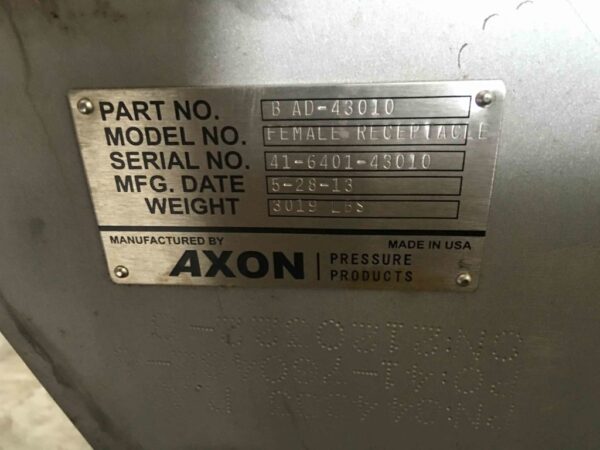 PART NO. B AD-43010
MODEL NO. FEMALE RECEPTACLE
SERIAL NO. 41-6401-43010
MFG. DATE 5-28-13
WEIGHT 3019 LBS
MANUFACTURED BY MADE IN USA
AXON PRESSURE
PRODUCTS